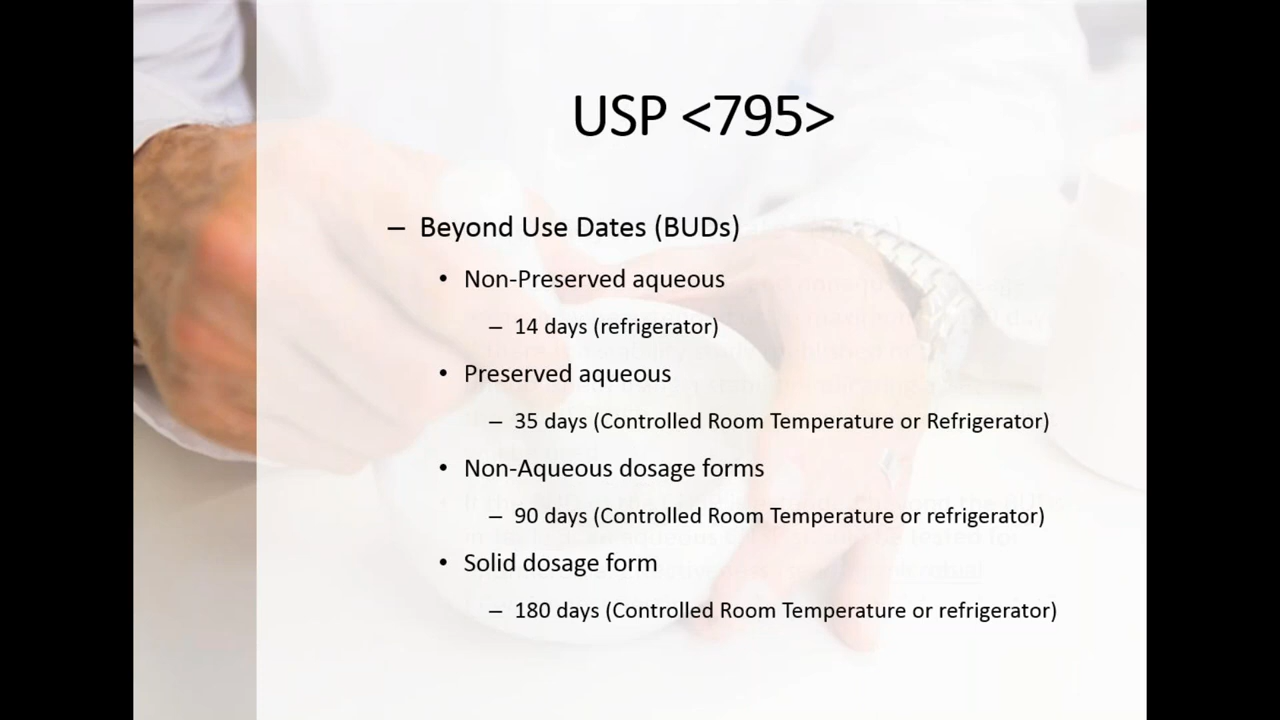 USP <795>
– Beyond Use Dates (BUDs)
• Non-Preserved aqueous
– 14 days (refrigerator)
• Preserved aqueous
– 35 days (Controlled Room Temperature or Refrigerator)
• Non-Aqueous dosage forms
– 90 days (Controlled Room Temperature or refrigerator)
• Solid dosage form
– 180 days (Controlled Room Temperature or refrigerator)